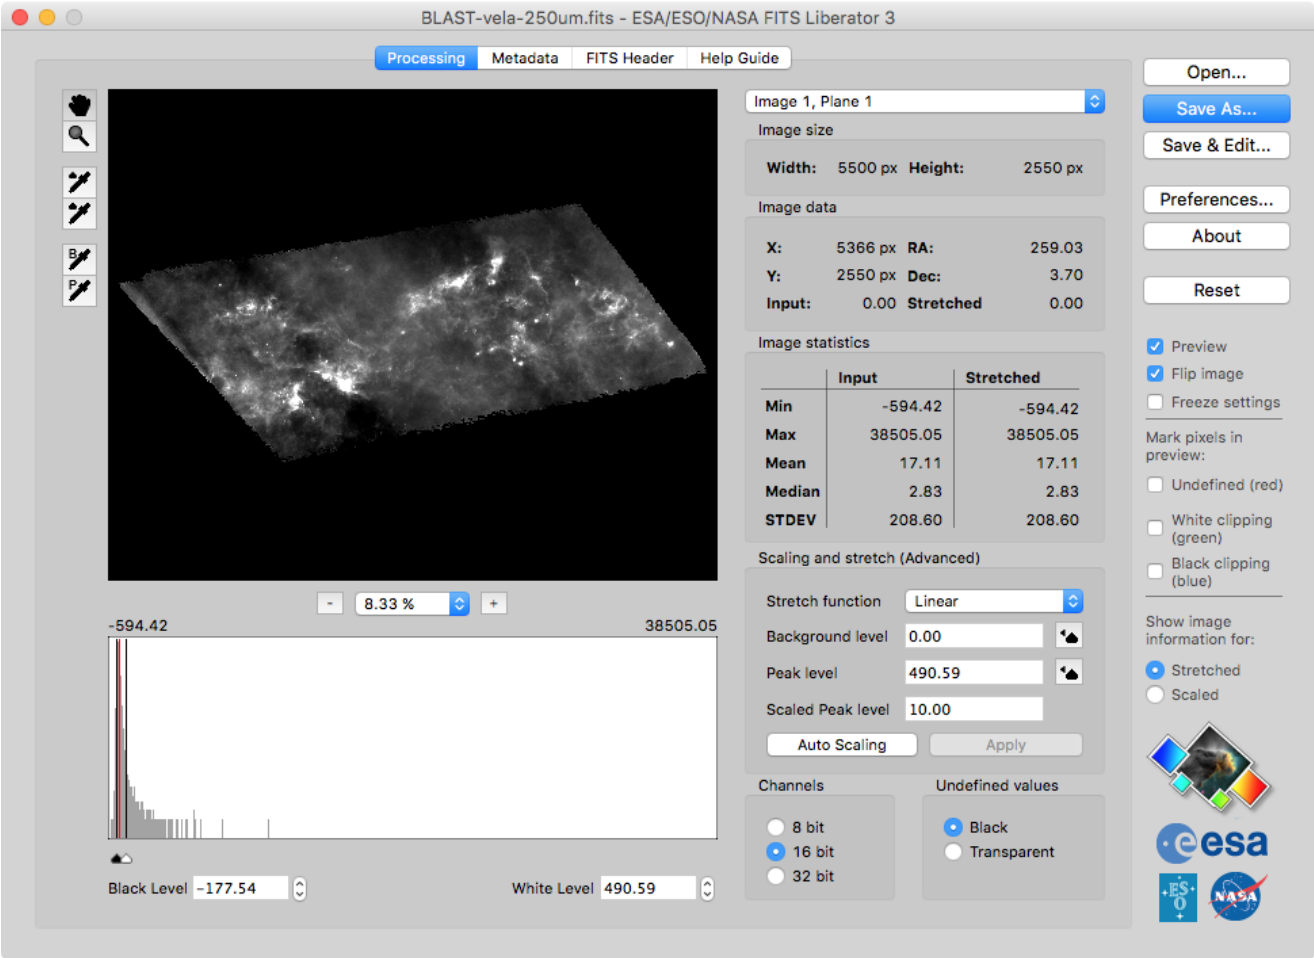 BLAST-vela-250um.fits - ESA/ESO/NASA FITS Liberator 3
Processing Metadata FITS Header Help Guide
Open...
Save As...
Save & Edit...
Preferences...
About
Reset
Preview
Flip image
Freeze settings
Mark pixels in
preview:
Undefined (red)
White clipping
(green)
Black clipping
(blue)
Show image
information for:
Stretched
Scaled
esa
ESO
NASA
B
P
Image 1, Plane 1
Image size
Width: 5500 px Height: 2550 px
Image data
X: 5366 px RA: 259.03
Y: 2550 px Dec: 3.70
Input: 0.00 Stretched 0.00
Image statistics
Input Stretched
Min -594.42 -594.42
Max 38505.05 38505.05
Mean 17.11 17.11
Median 2.83 2.83
STDEV 208.60 208.60
Scaling and stretch (Advanced)
Stretch function Linear
Background level 0.00
Peak level 490.59
Scaled Peak level 10.00
Auto Scaling Apply
Channels
8 bit
16 bit
32 bit
Undefined values
Black
Transparent
- 8.33 % +
-594.42 38505.05
Black Level -177.54 White Level 490.59